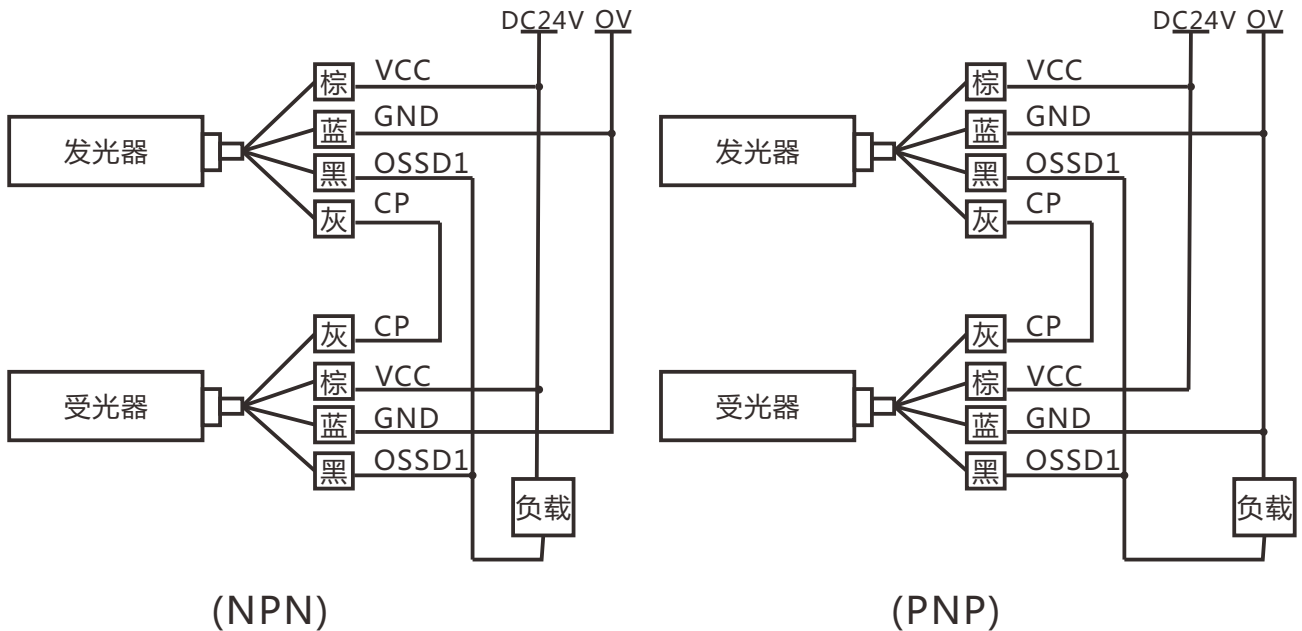 DC24V OV
棕 VCC
蓝 GND
发光器
黑 OSSD1
灰 CP
灰 CP
棕 VCC
受光器
蓝 GND
黑 OSSD1
负载
(NPN)
DC24V OV
棕 VCC
蓝 GND
发光器
黑 OSSD1
灰 CP
灰 CP
棕 VCC
受光器
蓝 GND
黑 OSSD1
负载
(PNP)